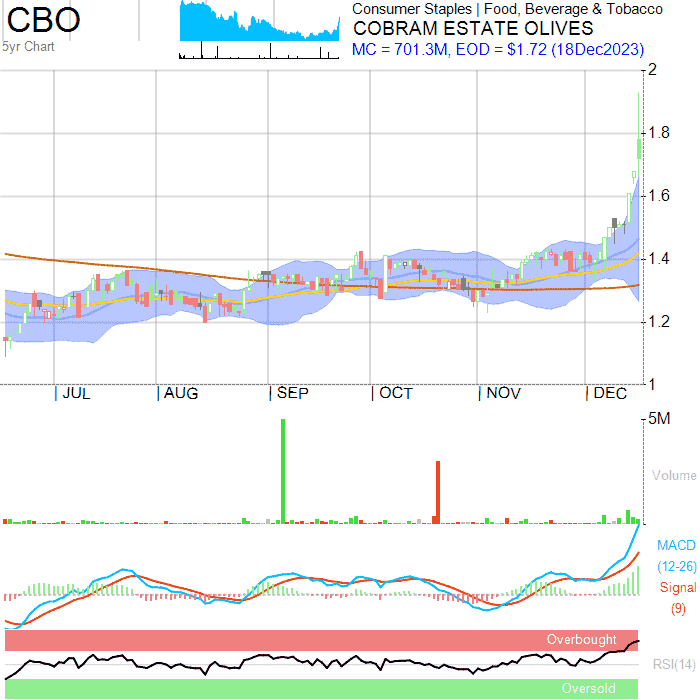 CBO
5yr Chart
Consumer Staples | Food, Beverage & Tobacco
COBRAM ESTATE OLIVES
MC = 701.3M, EOD = $1.72 (18Dec2023)
2
1.8
1.6
1.4
1.2
1
JUL
AUG
SEP
OCT
NOV
DEC
5M
Volume
MACD
(12-26)
Signal
(9)
Overbought
RSI(14)
Oversold